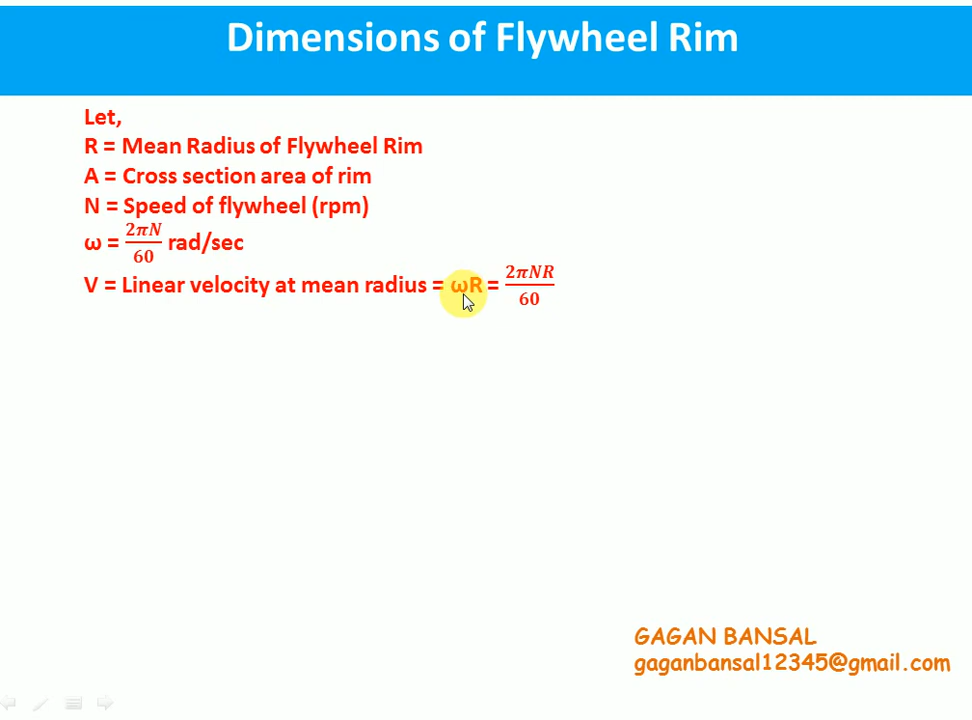 Dimensions of Flywheel Rim
Let,
R = Mean Radius of Flywheel Rim
A = Cross section area of rim
N = Speed of flywheel (rpm)
ω = 2πN/60 rad/sec
V = Linear velocity at mean radius = ωR = 2πNR/60
GAGAN BANSAL
gaganbansal12345@gmail.com